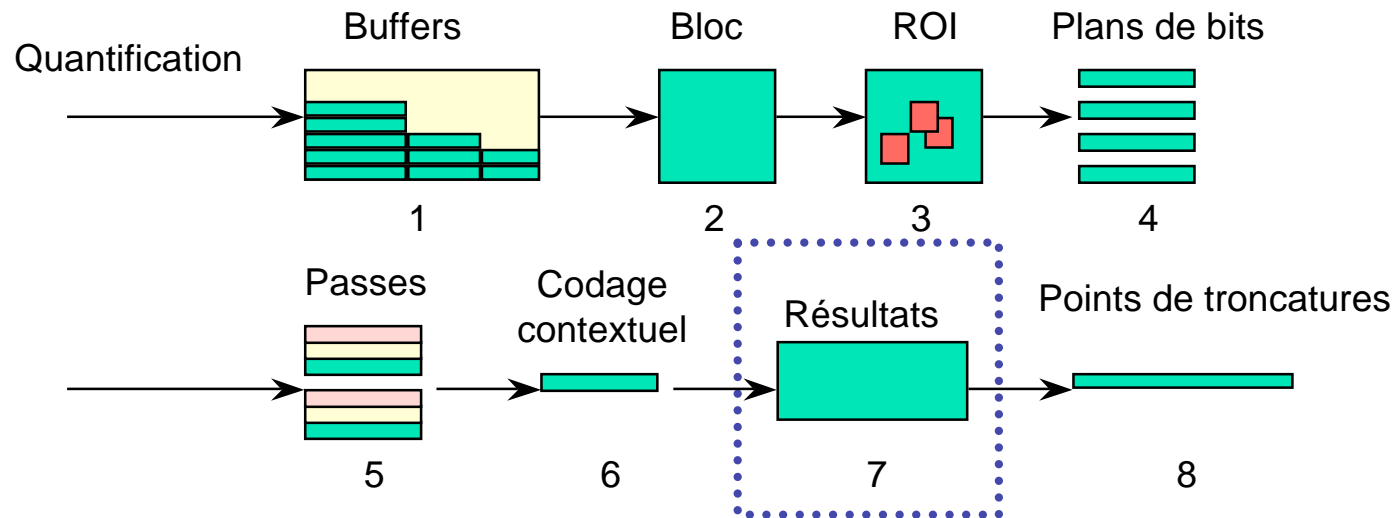 Quantification
Buffers
Bloc
ROI
Plans de bits
1
2
3
4
Passes
Codage
contextuel
Résultats
Points de troncatures
5
6
7
8